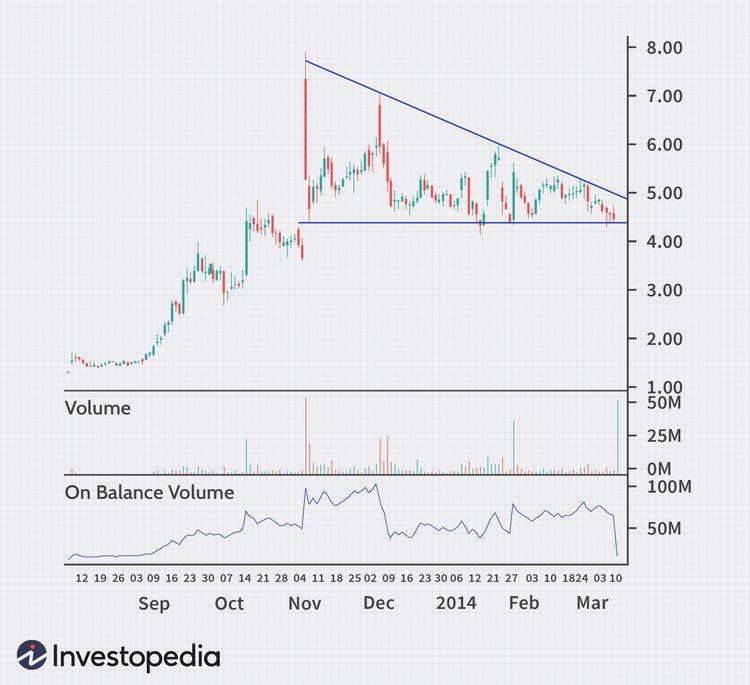 8.00
7.00
6.00
5.00
4.00
3.00
2.00
1.00
Volume
50M
25M
0M
On Balance Volume
100M
50M
12 19 26 03 09 16 23 30 07 14 21 28 04 11 18 25 02 09 16 23 30 06 12 21 27 03 10 1824 03 10
Sep Oct Nov Dec 2014 Feb Mar
Investopedia